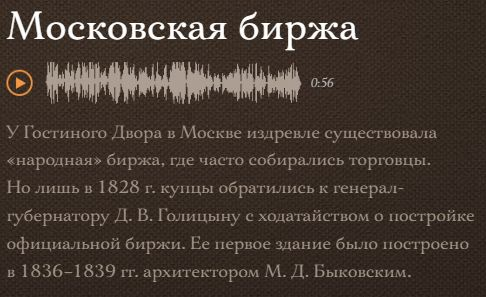 Московская биржа
0:56
У Гостиного Двора в Москве издревле существовала
«народная» биржа, где часто собирались торговцы.
Но лишь в 1828 г. купцы обратились к генерал-
губернатору Д. В. Голицыну с ходатайством о постройке
официальной биржи. Ее первое здание было построено
в 1836–1839 гг. архитектором М. Д. Быковским.